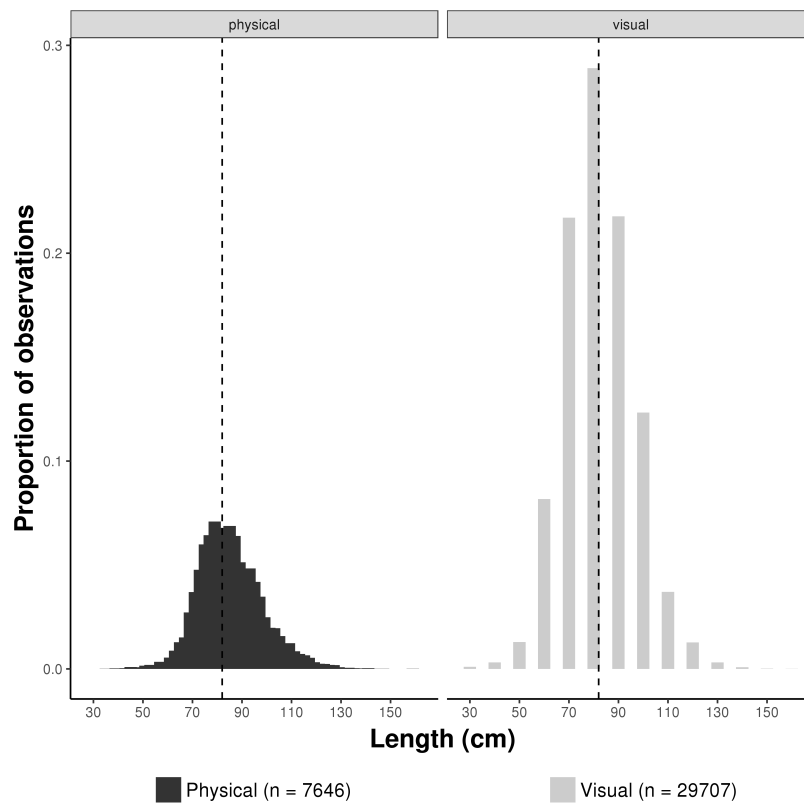 physical visual
0.3
0.2
0.1
0.0
Proportion of observations
30 50 70 90 110 130 150 30 50 70 90 110 130 150
Length (cm)
Physical (n = 7646) Visual (n = 29707)